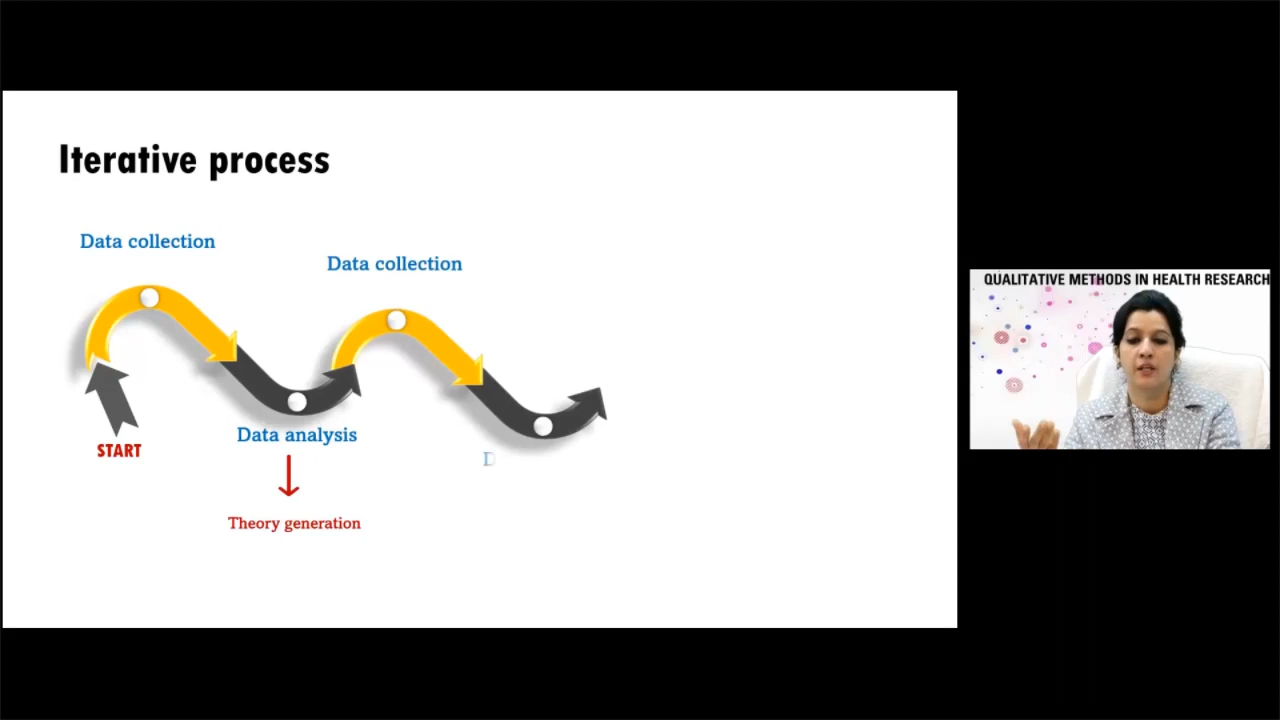 Iterative process
Data collection
Data collection
START
Data analysis
D
Theory generation
QUALITATIVE METHODS IN HEALTH RESEARCH